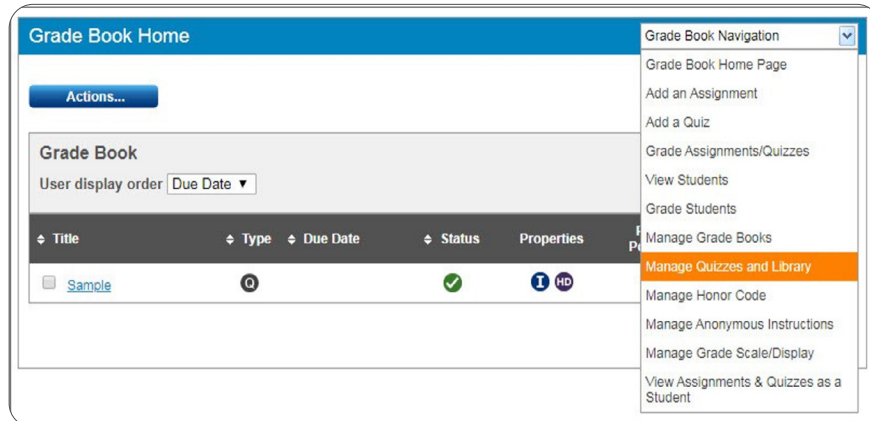 Grade Book Home
Grade Book Navigation
Grade Book Home Page
Add an Assignment
Add a Quiz
Grade Assignments/Quizzes
View Students
Grade Students
Manage Grade Books
Manage Quizzes and Library
Manage Honor Code
Manage Anonymous Instructions
Manage Grade Scale/Display
View Assignments & Quizzes as a
Student
Actions...
Grade Book
User display order Due Date
Title Type Due Date Status Properties
Sample Q I HD